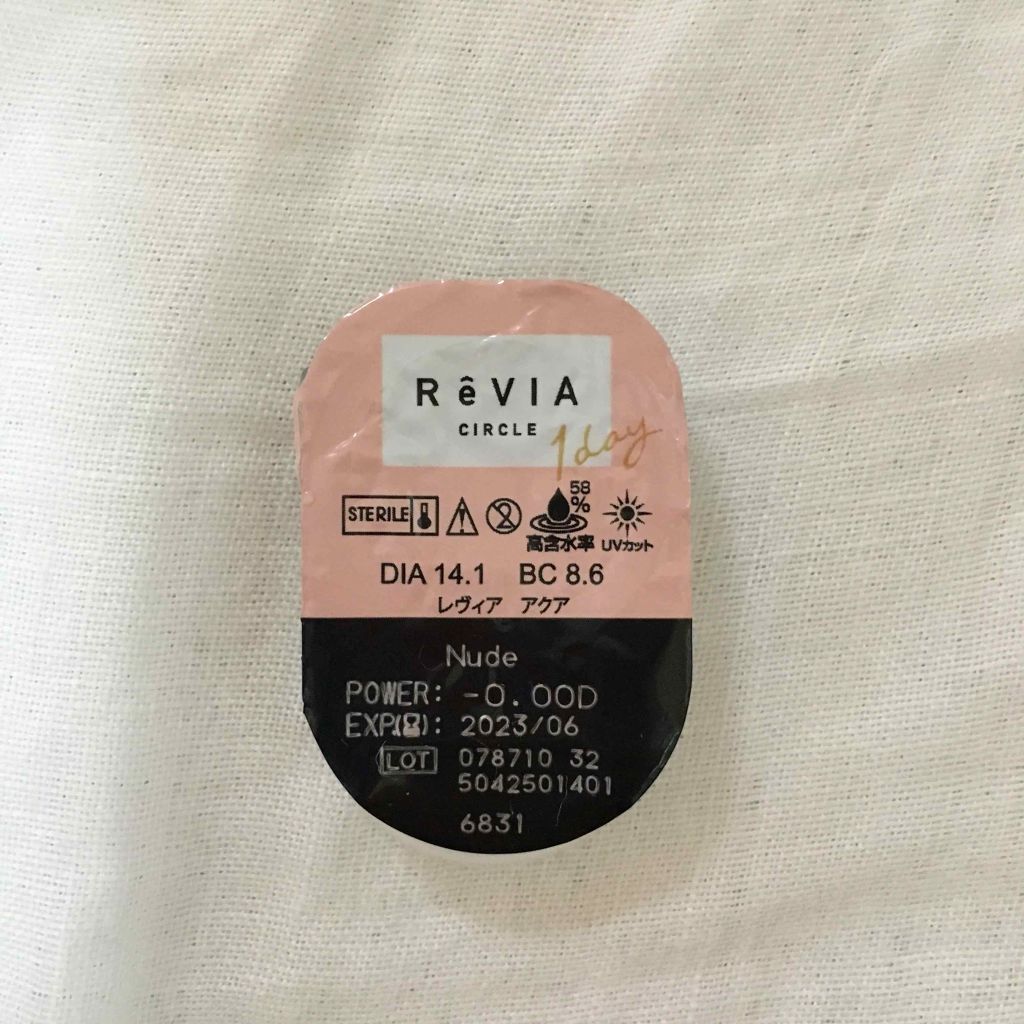 RêVIA
CIRCLE
1day
STERILE
58
%
高含水率 UVカット
DIA 14.1 BC 8.6
レヴィア アクア
Nude
POWER: -0.00D
EXP(): 2023/06
LOT 078710 32
5042501401
6831